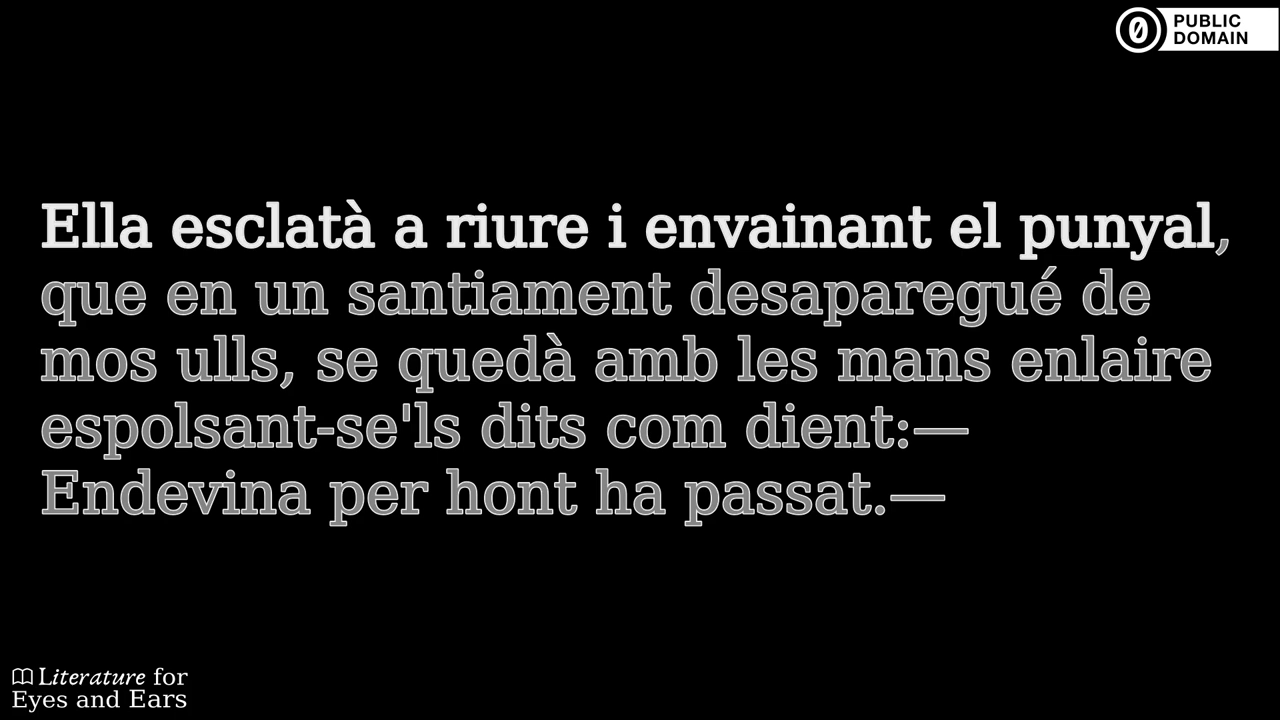 PUBLIC
DOMAIN
Ella esclatà a riure i envainant el punyal,
que en un santiament desaparegué de
mos ulls, se quedà amb les mans enlaire
espolsant-se'ls dits com dient:—
Endevina per hont ha passat.—
Literature for
Eyes and Ears